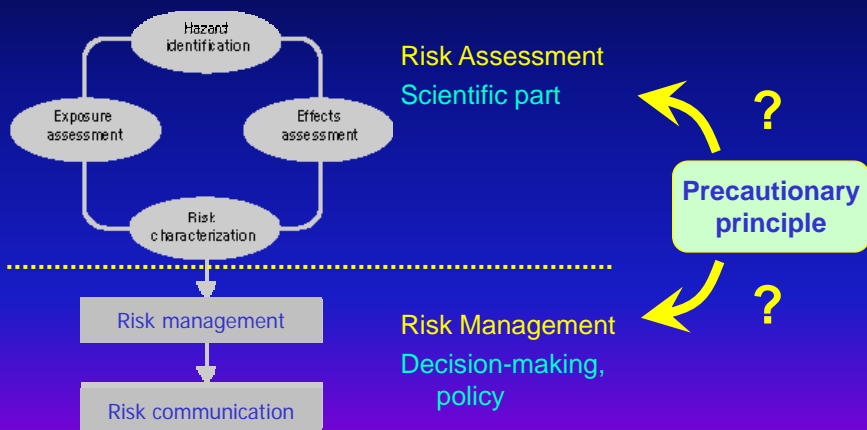 Hazard
identification
Exposure
assessment
Effects
assessment
Risk
characterization
Risk management
Risk communication
Risk Assessment
Scientific part
?
Precautionary
principle
?
Risk Management
Decision-making,
policy